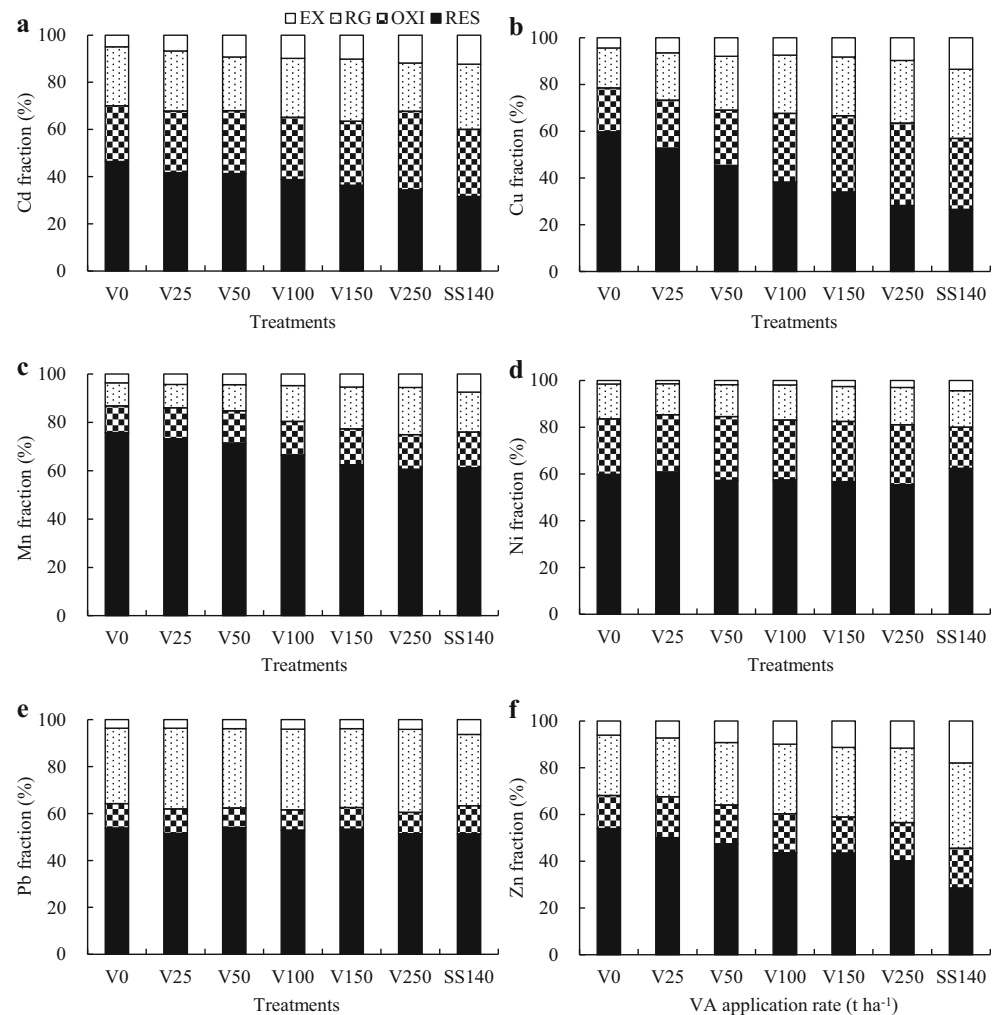 EX RG OXI RES
a
100
80
60
40
20
0
Cd fraction (%)
V0 V25 V50 V100 V150 V250 SS140
Treatments
b
100
80
60
40
20
0
Cu fraction (%)
V0 V25 V50 V100 V150 V250 SS140
Treatments
c
100
80
60
40
20
0
Mn fraction (%)
V0 V25 V50 V100 V150 V250 SS140
Treatments
d
100
80
60
40
20
0
Ni fraction (%)
V0 V25 V50 V100 V150 V250 SS140
Treatments
e
100
80
60
40
20
0
Pb fraction (%)
V0 V25 V50 V100 V150 V250 SS140
Treatments
f
100
80
60
40
20
0
Zn fraction (%)
V0 V25 V50 V100 V150 V250 SS140
VA application rate (t ha⁻¹)